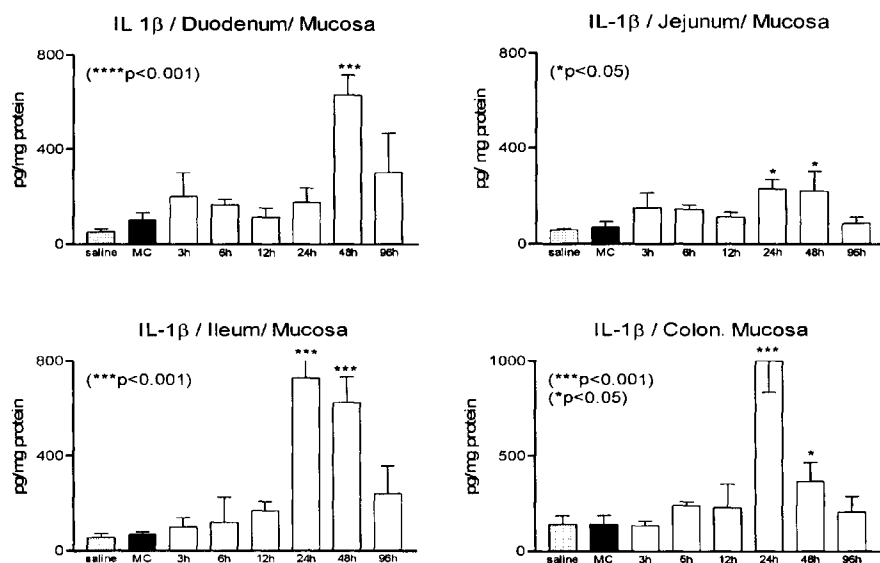 IL 1β / Duodenum/ Mucosa
800
(****p<0.001)
***
pg/mg protein
400
0
saline MC 3h 6h 12h 24h 48h 96h
IL-1β / Jejunum/ Mucosa
800
(*p<0.05)
pg/ mg protein
400
* *
0
saline MC 3h 6h 12h 24h 48h 96h
IL-1β / Ileum/ Mucosa
800
*** ***
(***p<0.001)
pg/mg protein
400
0
saline MC 3h 6h 12h 24h 48h 96h
IL-1β / Colon. Mucosa
1000
***
(***p<0.001)
(*p<0.05)
pg/mg protein
500
*
0
saline MC 3h 6h 12h 24h 48h 96h